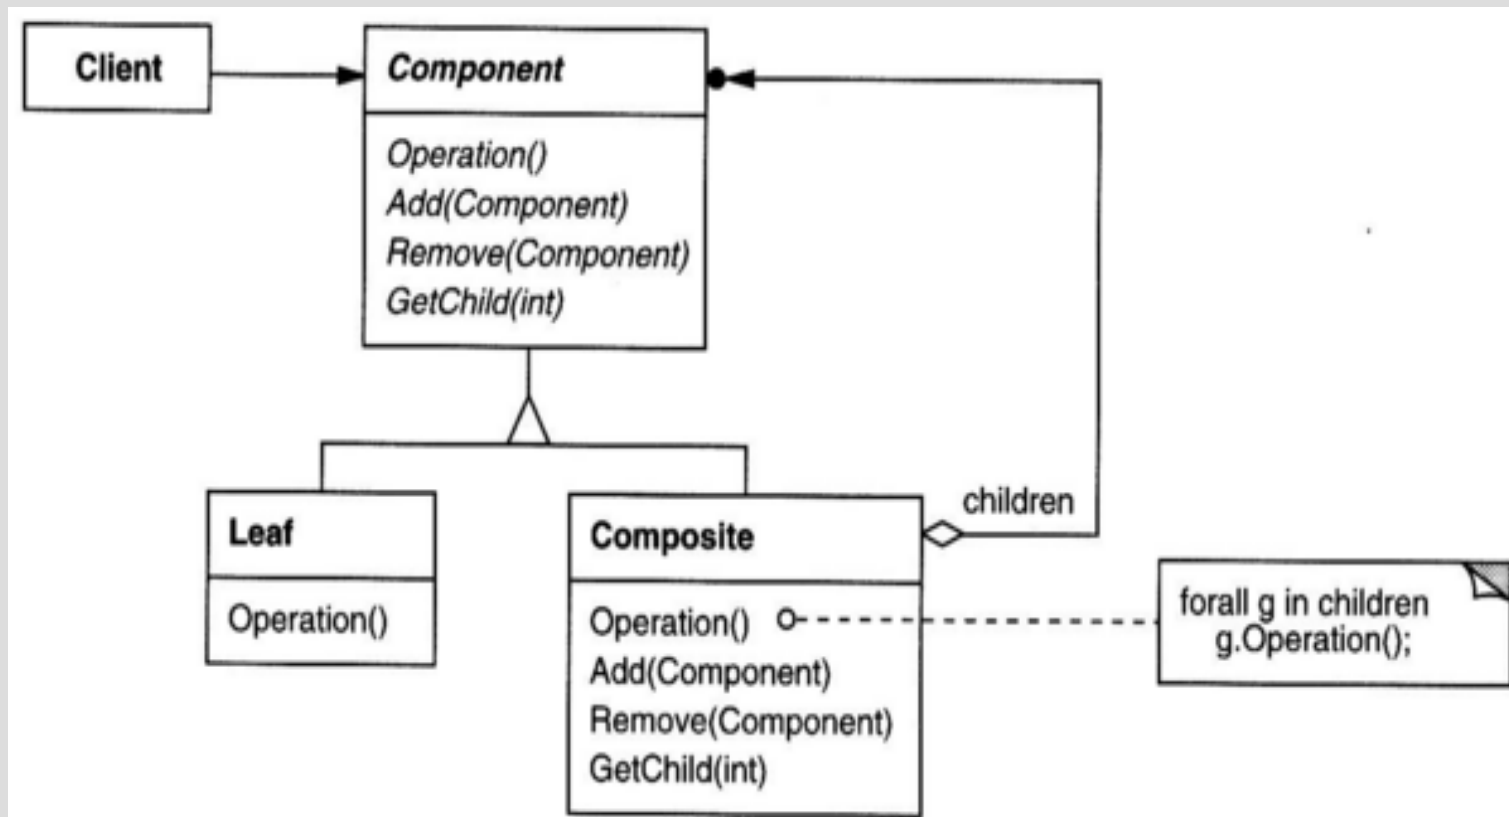 Client
Component
Operation()
Add(Component)
Remove(Component)
GetChild(int)
Leaf
Operation()
Composite
Operation()
Add(Component)
Remove(Component)
GetChild(int)
children
forall g in children
g.Operation();